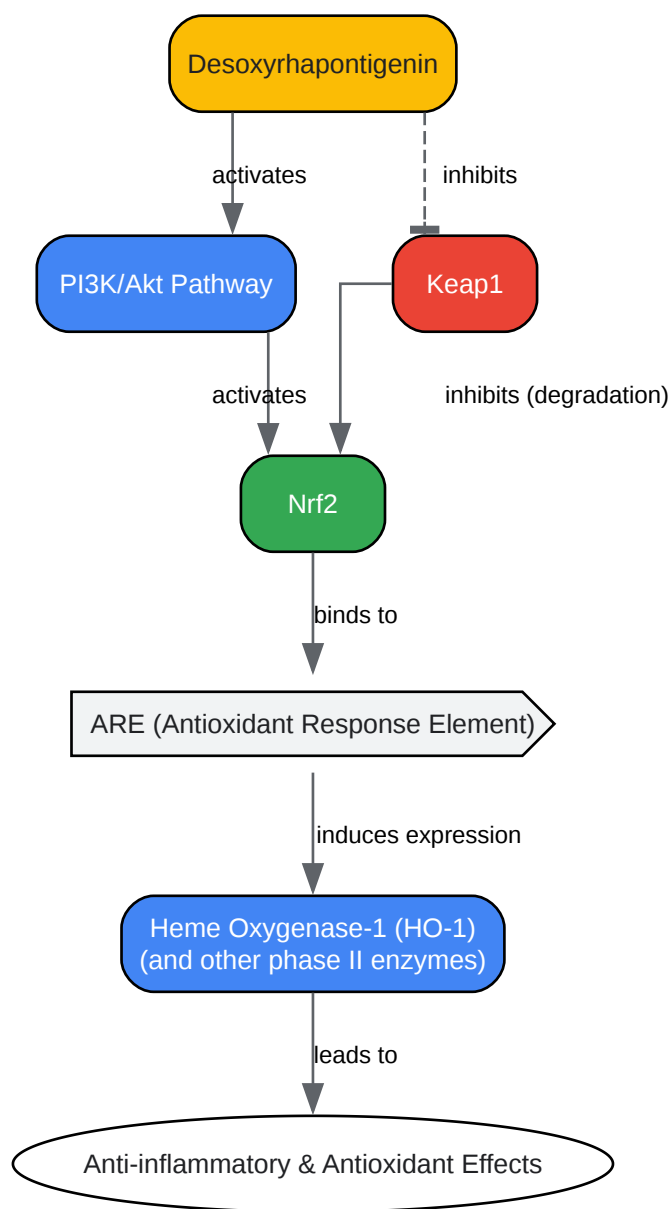 Desoxyrhapontigenin
activates
inhibits
PI3K/Akt Pathway
Keap1
activates
inhibits (degradation)
Nrf2
binds to
ARE (Antioxidant Response Element)
induces expression
Heme Oxygenase-1 (HO-1)
(and other phase II enzymes)
leads to
Anti-inflammatory & Antioxidant Effects